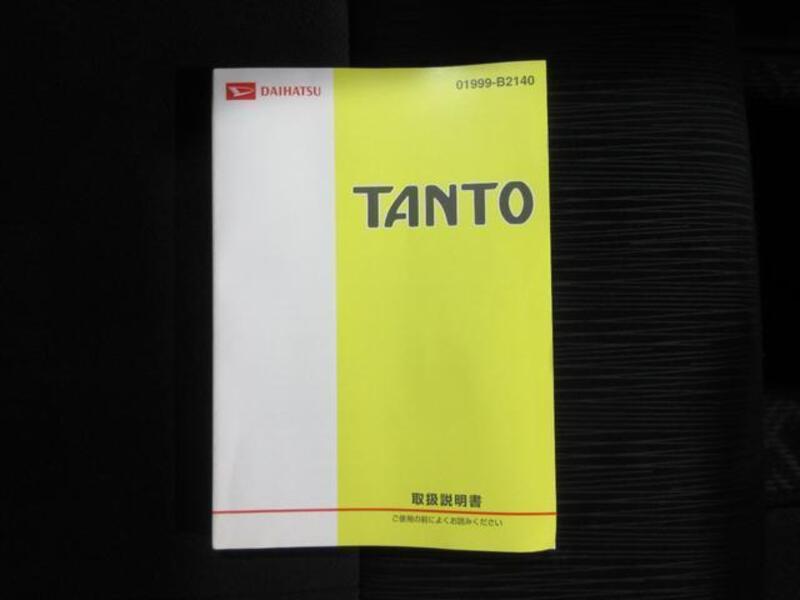 DAIHATSU
01999-B2140
TANTO
取扱説明書
ご使用の前によくお読みください